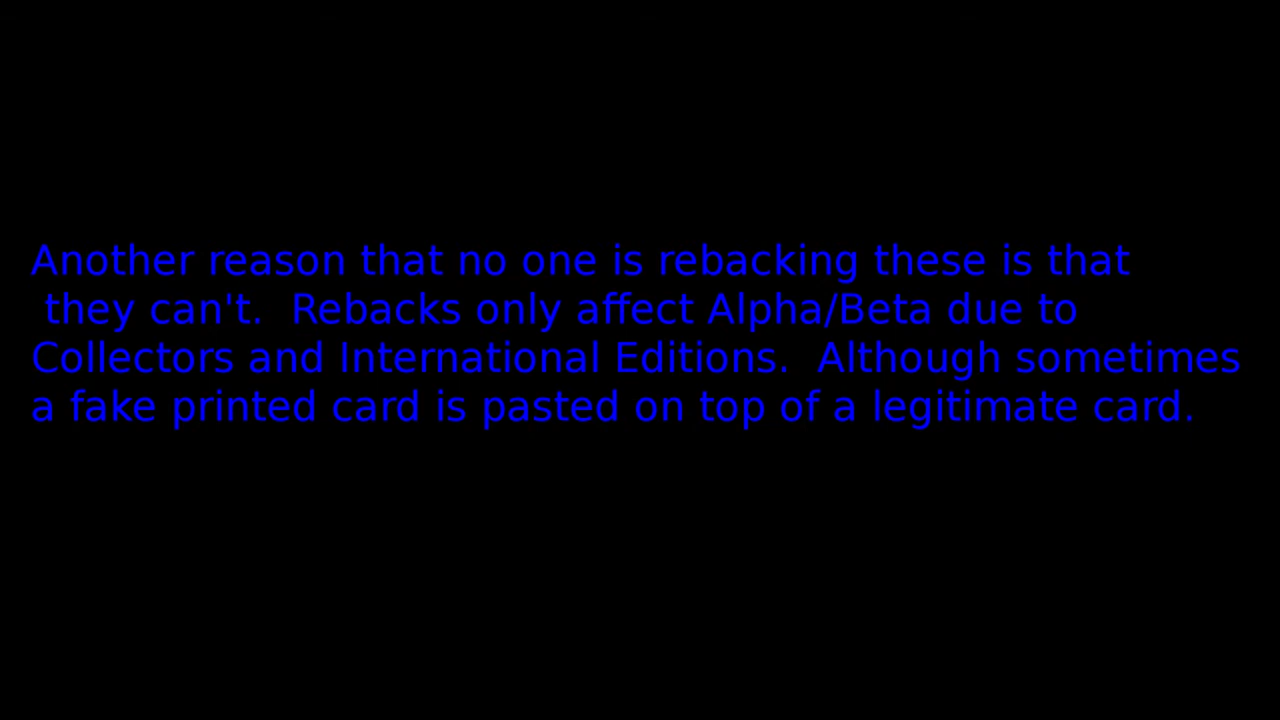 Another reason that no one is rebacking these is that
they can't.  Rebacks only affect Alpha/Beta due to
Collectors and International Editions.  Although sometimes
a fake printed card is pasted on top of a legitimate card.